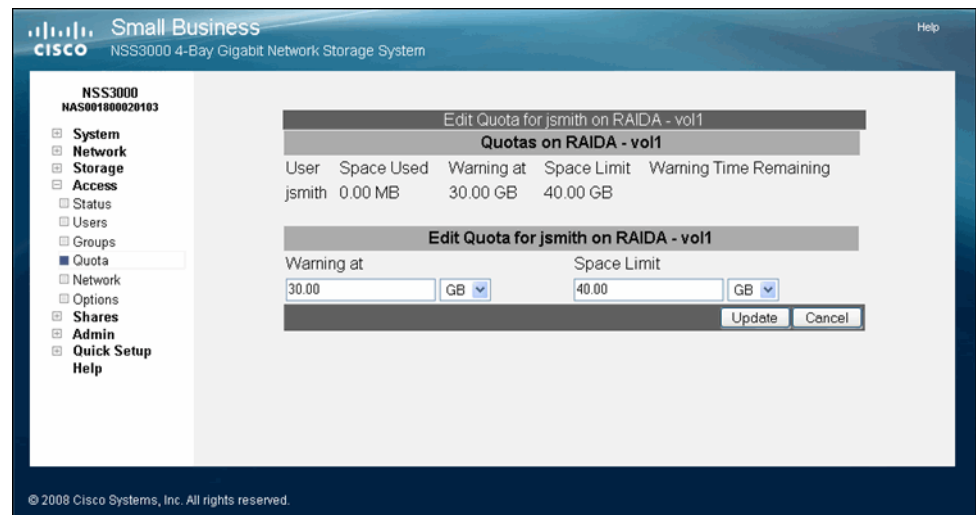 Small Business
Help
CISCO NSS3000 4-Bay Gigabit Network Storage System
NSS3000
NAS001800020103
System
Network
Storage
Access
Status
Users
Groups
Quota
Network
Options
Shares
Admin
Quick Setup
Help
Edit Quota for jsmith on RAIDA - vol1
Quotas on RAIDA - vol1
User Space Used Warning at Space Limit Warning Time Remaining
jsmith 0.00 MB 30.00 GB 40.00 GB
Edit Quota for jsmith on RAIDA - vol1
Warning at Space Limit
30.00 GB 40.00 GB
Update Cancel
© 2008 Cisco Systems, Inc. All rights reserved.